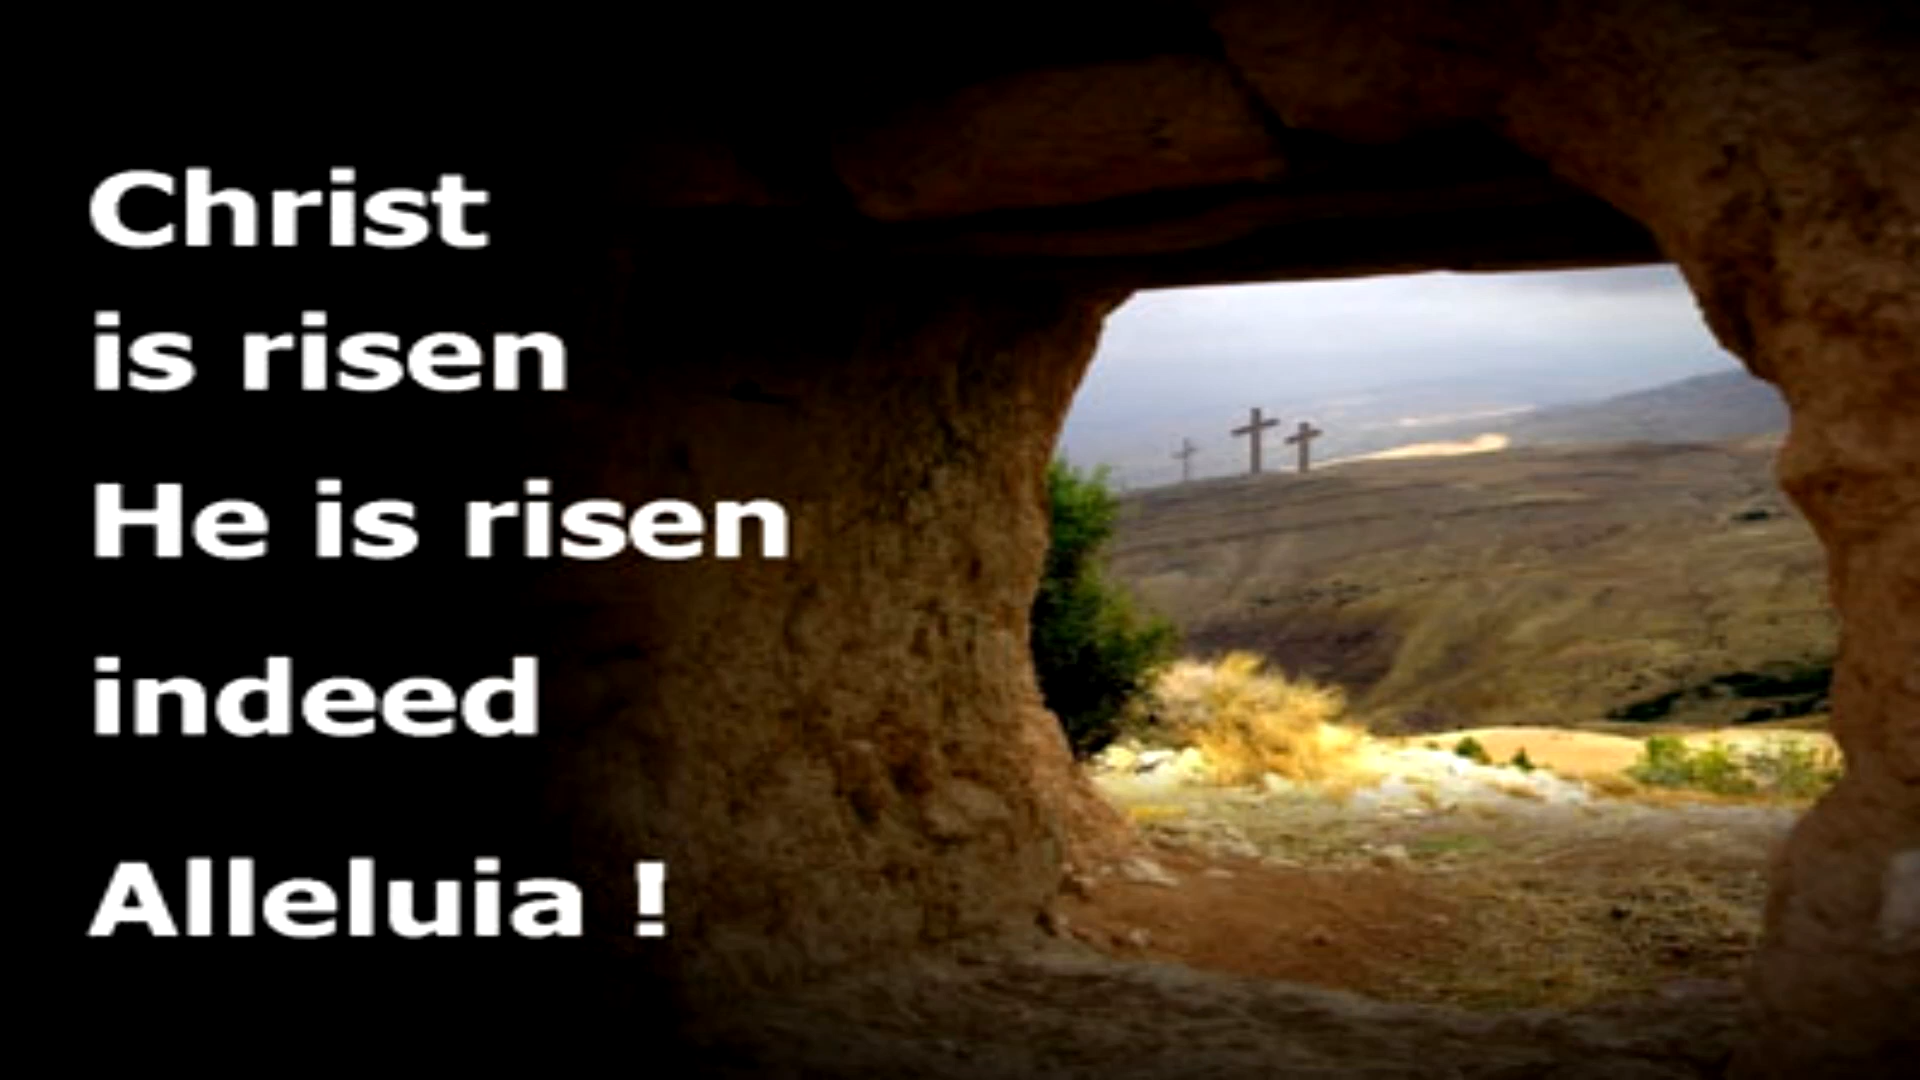 Christ
is risen
He is risen
indeed
Alleluia !